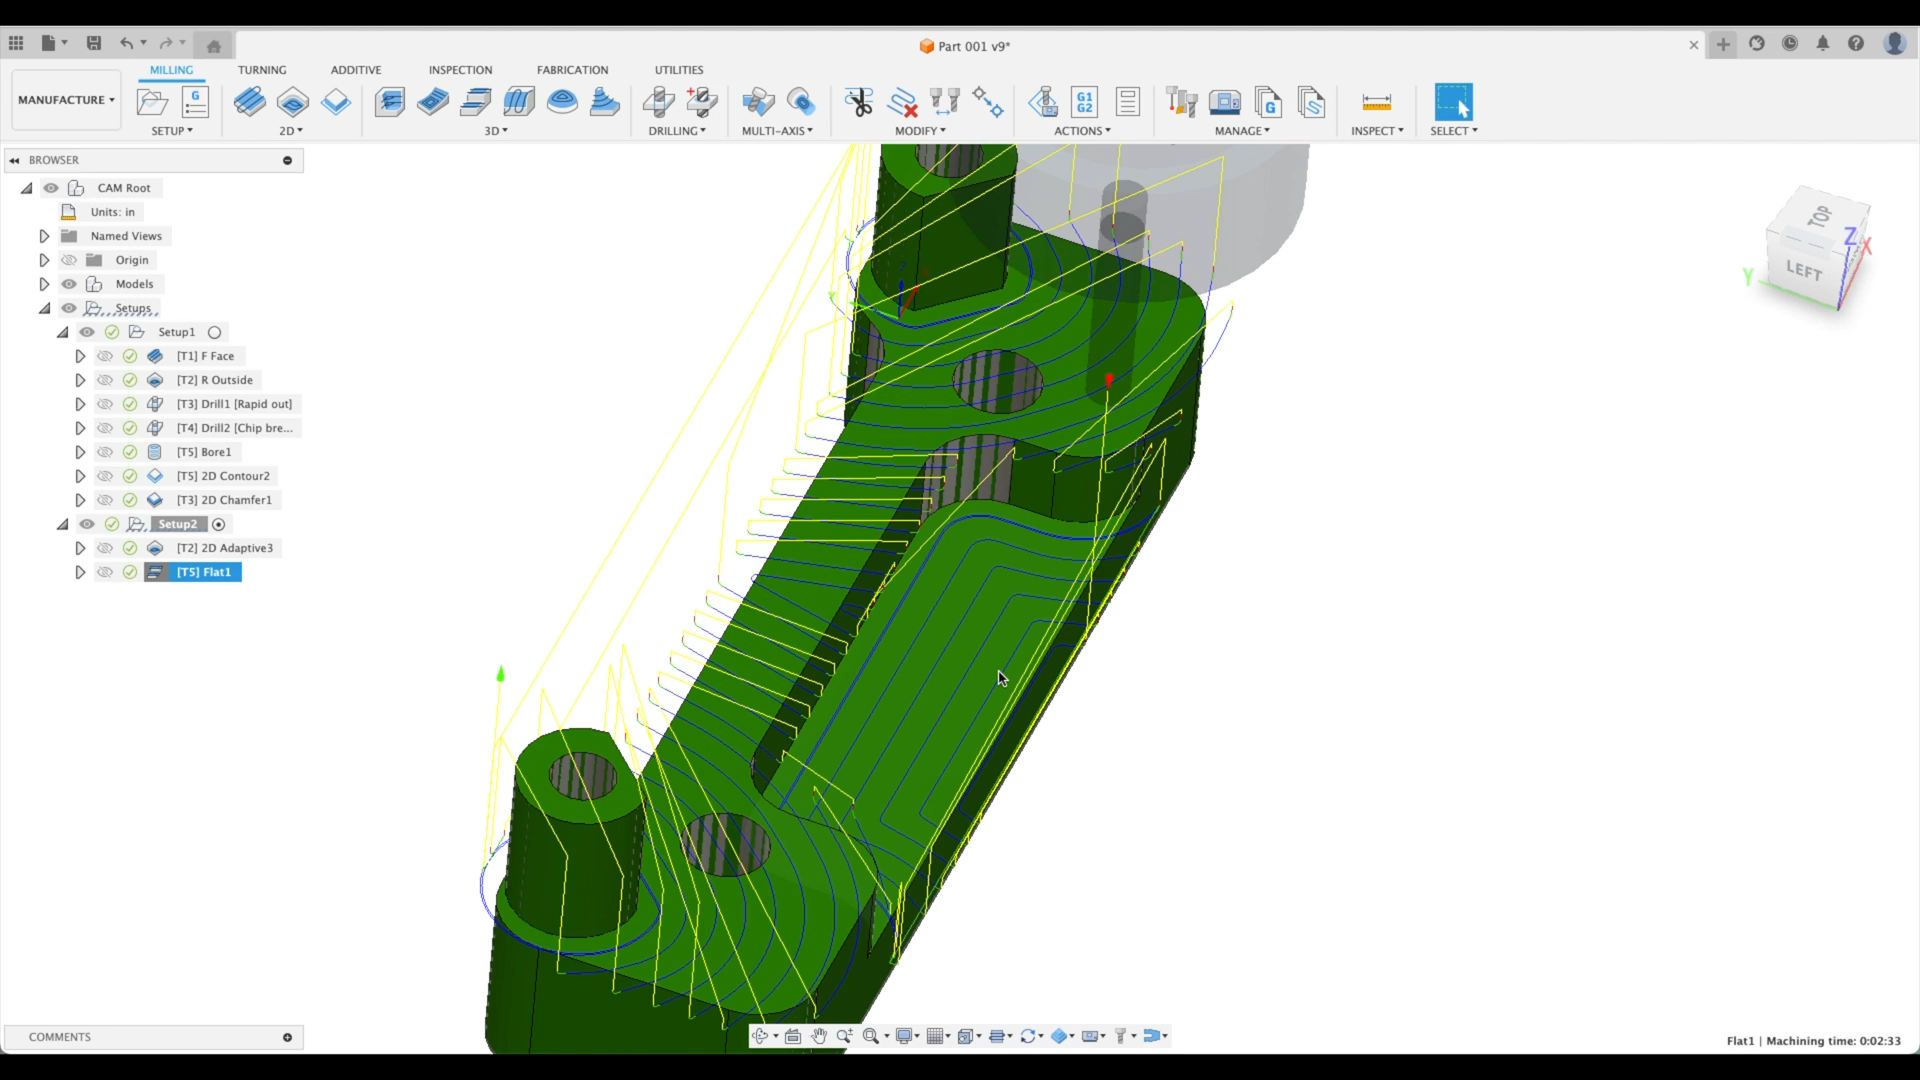 Part 001 v9*
MILLING
TURNING
ADDITIVE
INSPECTION
FABRICATION
UTILITIES
MANUFACTURE
G
G1
G2
G
SETUP
2D
3D
DRILLING
MULTI-AXIS
MODIFY
ACTIONS
MANAGE
INSPECT
SELECT
BROWSER
CAM Root
Units: in
Named Views
Origin
Models
Setups
Setup1
[T1] F Face
[T2] R Outside
[T3] Drill1 [Rapid out]
[T4] Drill2 [Chip bre...
[T5] Bore1
[T5] 2D Contour2
[T3] 2D Chamfer1
Setup2
[T2] 2D Adaptive3
[T5] Flat1
TOP
LEFT
Z
X
Y
COMMENTS
Flat1 | Machining time: 0:02:33